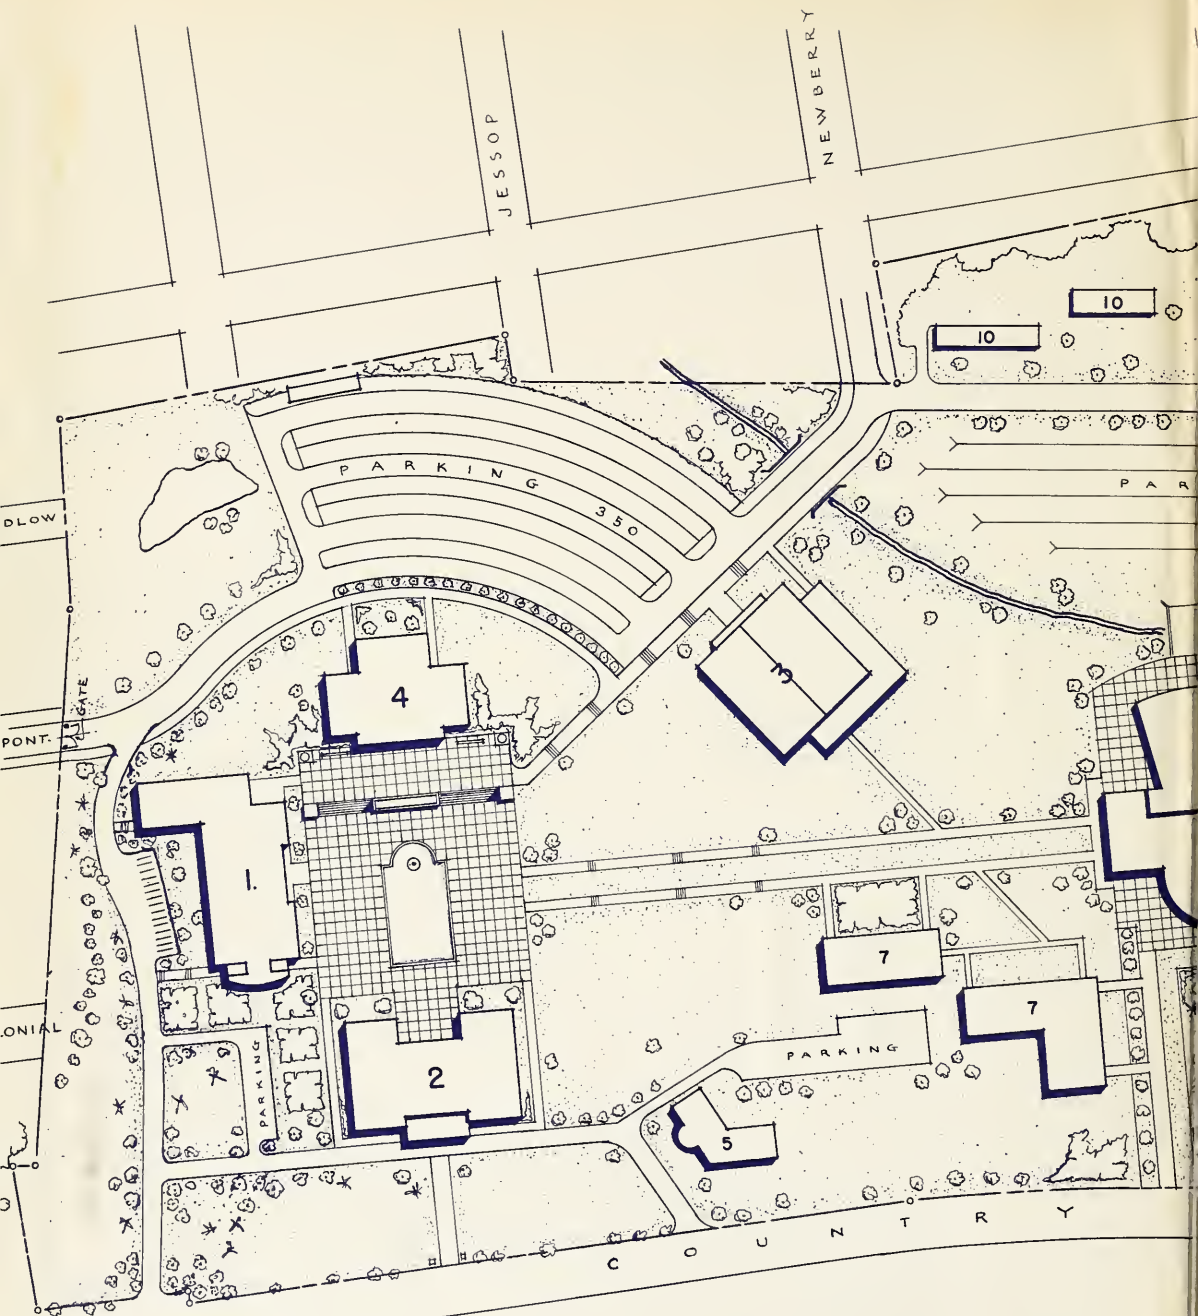 NEWBERRY
JESSOP
10
10
PARKING
350
PAR
DLOW
3
GATE
4
PONT.
1.
7
7
ONIAL
PARKING
PARKING
2
5
COUNTRY